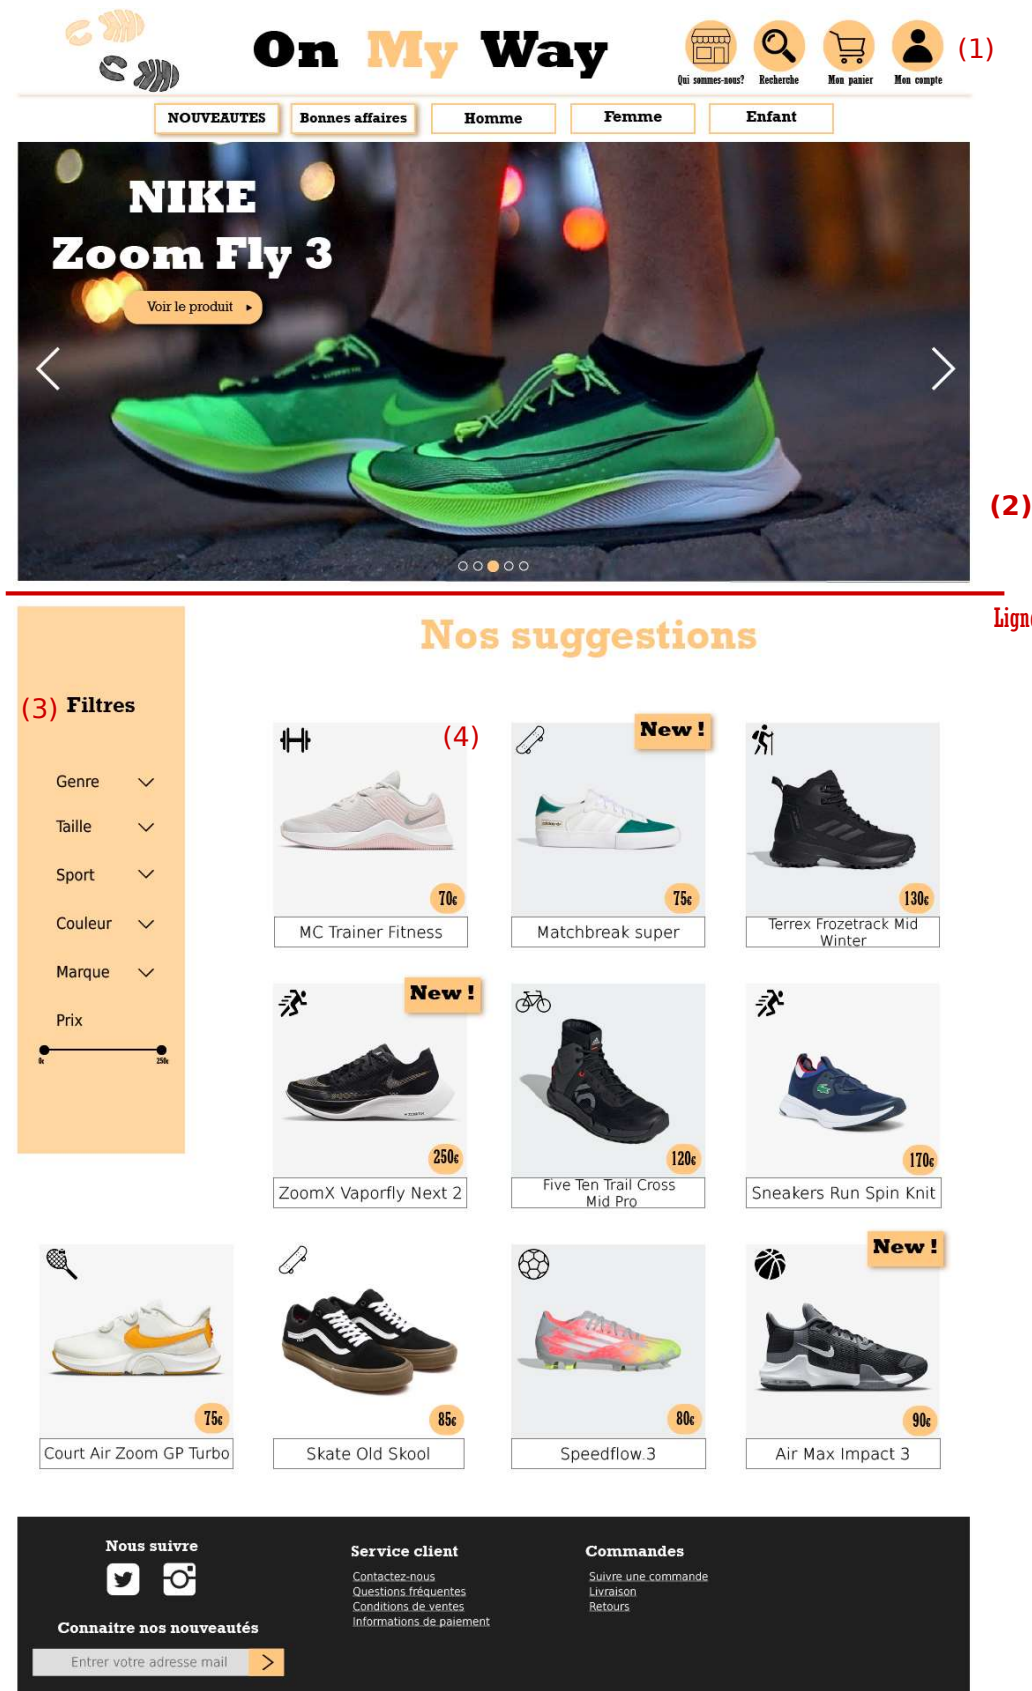 On My Way
(1)
Qui sommes-nous?
Recherche
Mon panier
Mon compte
NOUVEAUTES
Bonnes affaires
Homme
Femme
Enfant
NIKE
Zoom Fly 3
Voir le produit
(2)
Nos suggestions
(3) Filtres
Genre
Taille
Sport
Couleur
Marque
Prix
0€
250€
(4)
70€
MC Trainer Fitness
New !
75€
Matchbreak super
130€
Terrex Frozetrack Mid
Winter
New !
250€
ZoomX Vaporfly Next 2
120€
Five Ten Trail Cross
Mid Pro
170€
Sneakers Run Spin Knit
75€
Court Air Zoom GP Turbo
85€
Skate Old Skool
80€
Speedflow.3
New !
90€
Air Max Impact 3
Nous suivre
Connaitre nos nouveautés
Entrer votre adresse mail
Service client
Contactez-nous
Questions fréquentes
Conditions de ventes
Informations de paiement
Commandes
Suivre une commande
Livraison
Retours